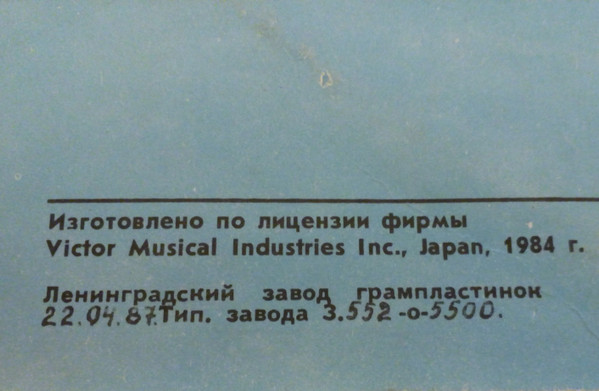 Изготовлено по лицензии фирмы
Victor Musical Industries Inc., Japan, 1984 г.
Ленинградский завод грампластинок
22.04.87.Тип. завода З.552-о-5500.